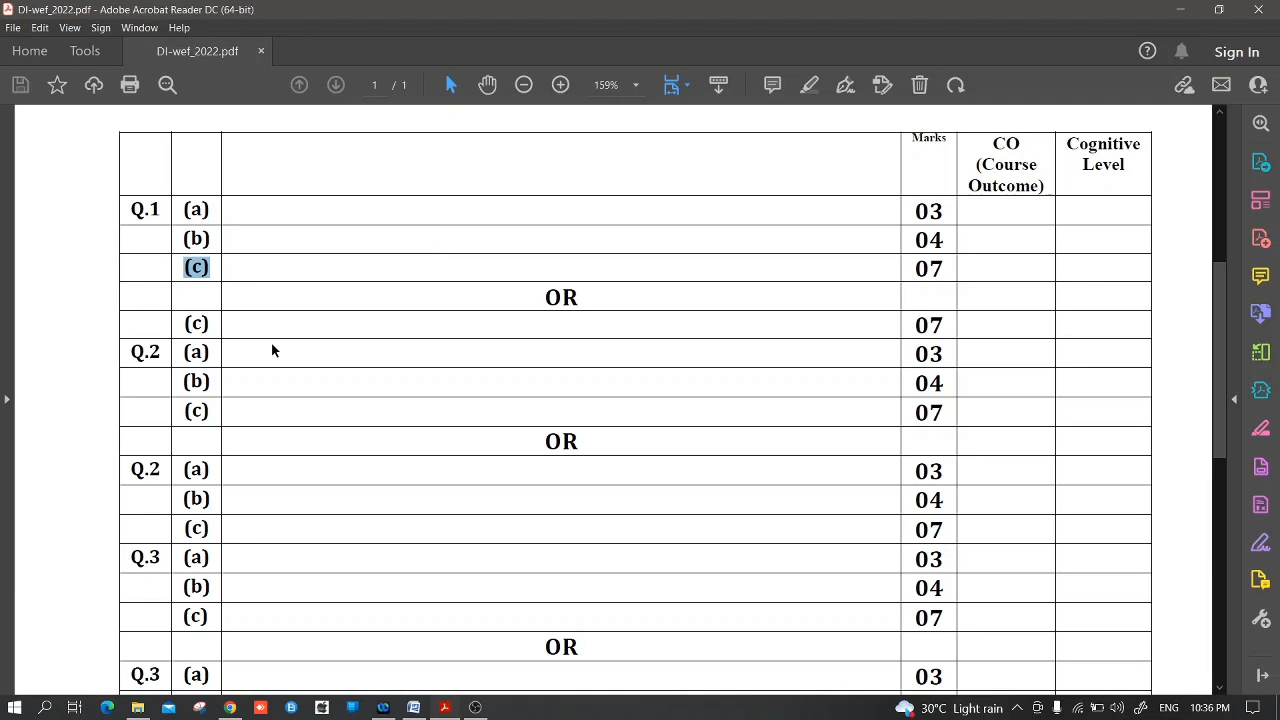 DI-wef_2022.pdf - Adobe Acrobat Reader DC (64-bit)
File Edit View Sign Window Help
Home Tools DI-wef_2022.pdf × Sign In
1 / 1 159%
Marks CO (Course Outcome) Cognitive Level
Q.1 (a) 03
(b) 04
(c) 07
OR
(c) 07
Q.2 (a) 03
(b) 04
(c) 07
OR
Q.2 (a) 03
(b) 04
(c) 07
Q.3 (a) 03
(b) 04
(c) 07
OR
Q.3 (a) 03
30°C Light rain ENG 10:36 PM